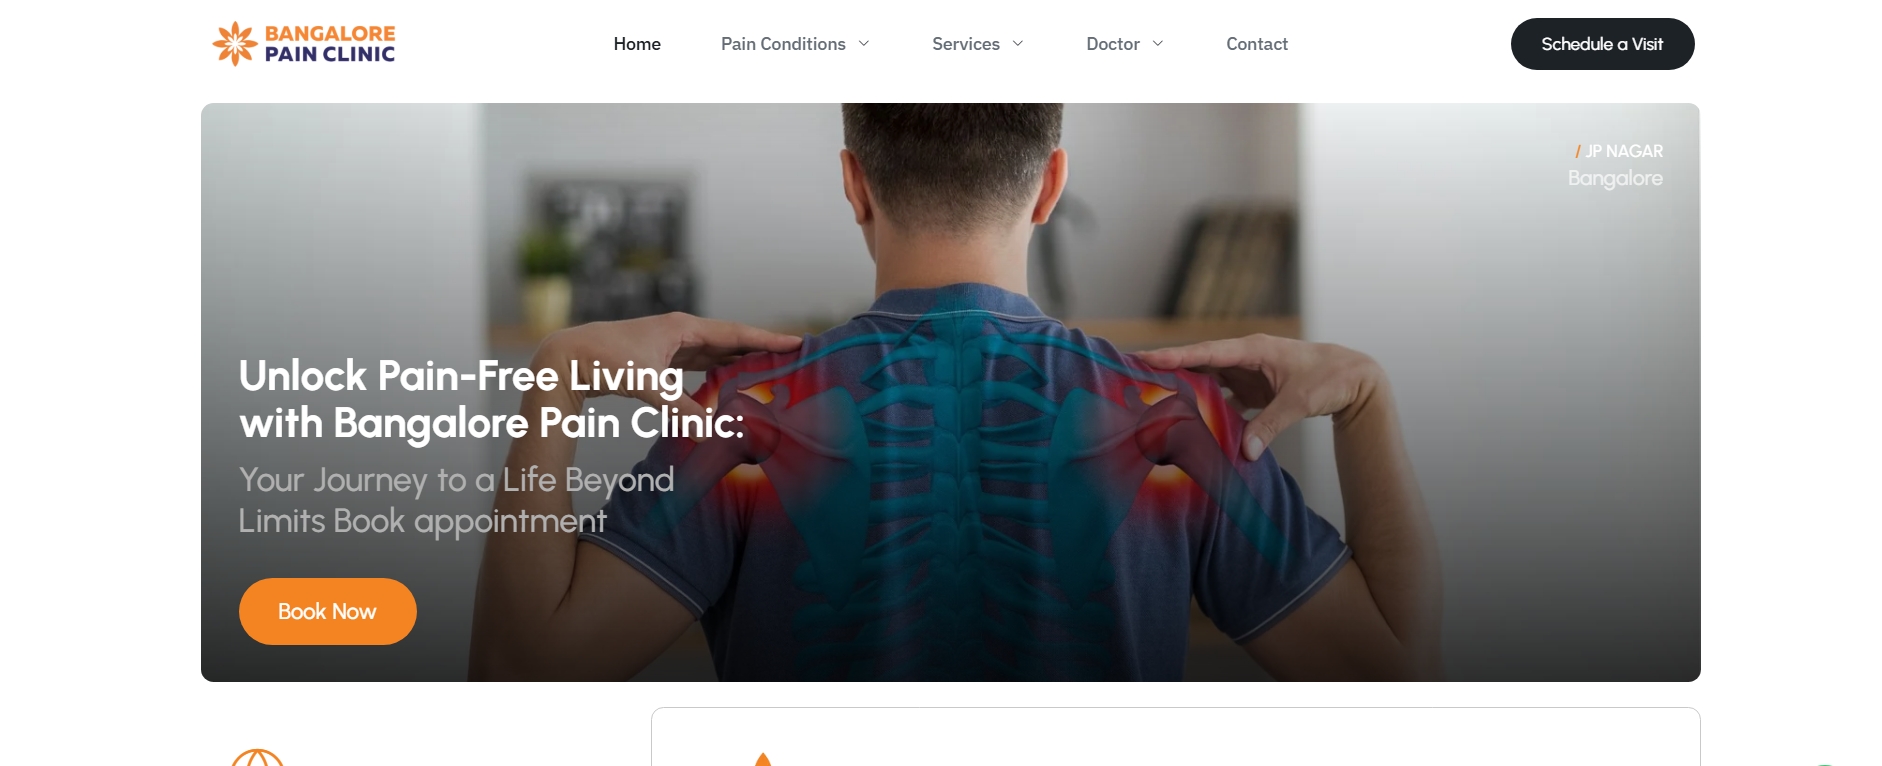 BANGALORE
PAIN CLINIC
Home
Pain Conditions
Services
Doctor
Contact
Schedule a Visit
/ JP NAGAR
Bangalore
Unlock Pain-Free Living
with Bangalore Pain Clinic:
Your Journey to a Life Beyond
Limits Book appointment
Book Now